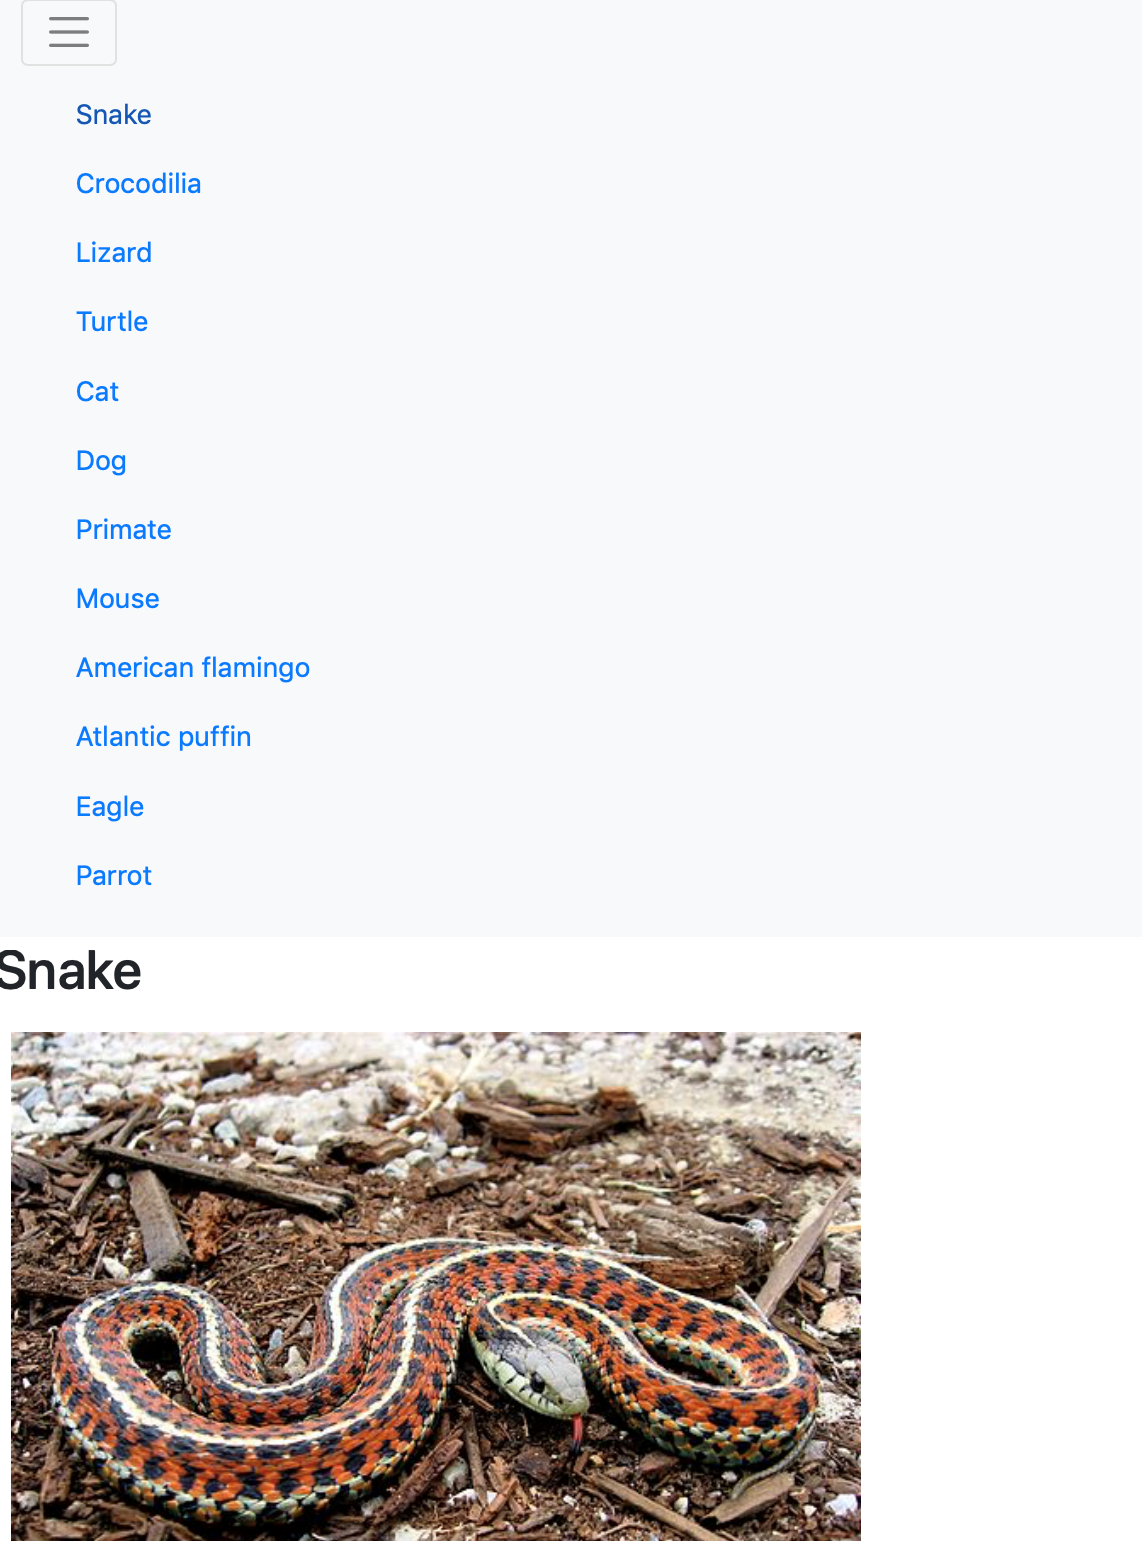 Snake
Crocodilia
Lizard
Turtle
Cat
Dog
Primate
Mouse
American flamingo
Atlantic puffin
Eagle
Parrot
Snake